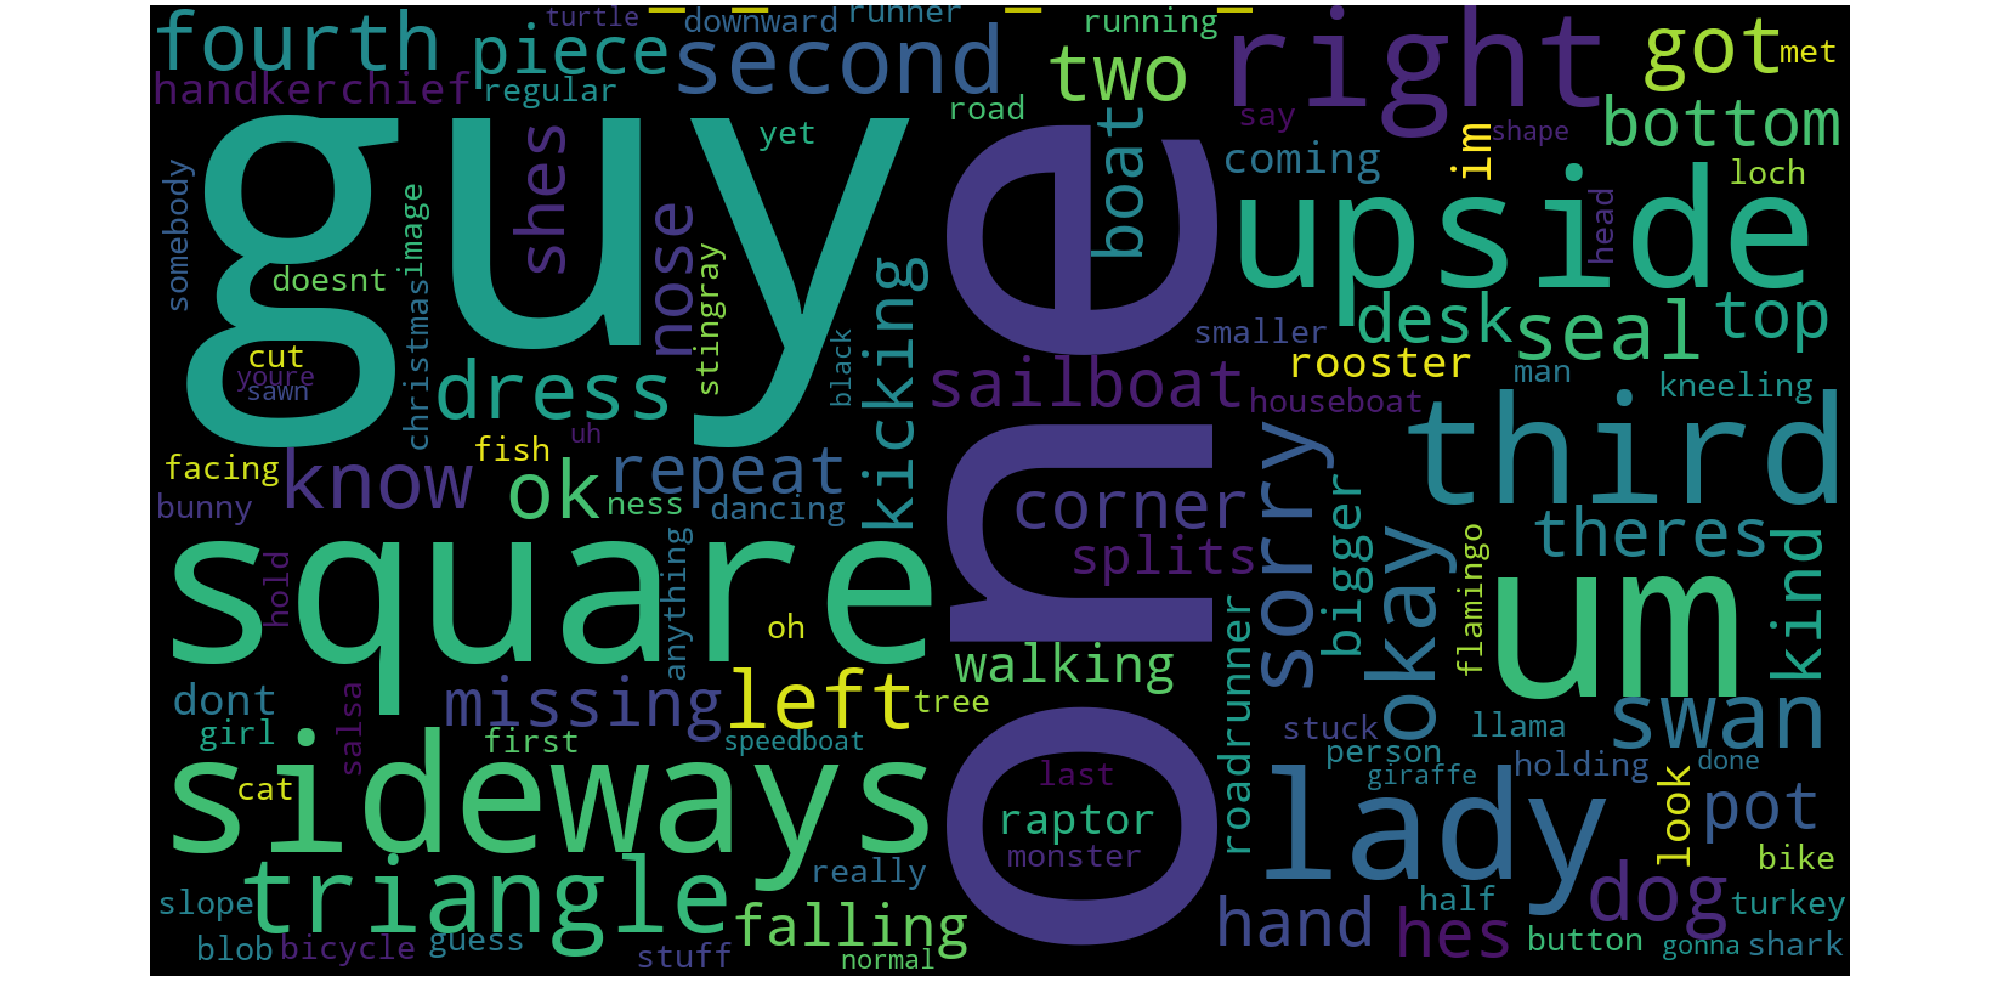 turtle
downward
runner
running
right
fourth
piece
second
two
got
met
handkerchief
regular
road
say
shape
bottom
guy
shes
yet
one
boat
coming
im
upside
head
loch
somebody
christmasimage
nose
stingray
doesnt
kicking
desk
seal
top
smaller
cut
youre
sawn
dress
black
sailboat
rooster
man
kneeling
houseboat
third
uh
facing
know
fish
repeat
bunny
ok
ness
dancing
corner
sorry
bigger
okay
theres
kind
splits
flamingo
square
hold
anything
oh
um
walking
roadrunner
dont
girl
salsa
missing
left
tree
first
speedboat
stuck
person
llama
swan
sideways
cat
last
giraffe
holding
done
raptor
monster
lady
look
pot
really
bike
slope
triangle
falling
hand
hes
half
dog
turkey
blob
bicycle
guess
stuff
normal
button
gonna
shark